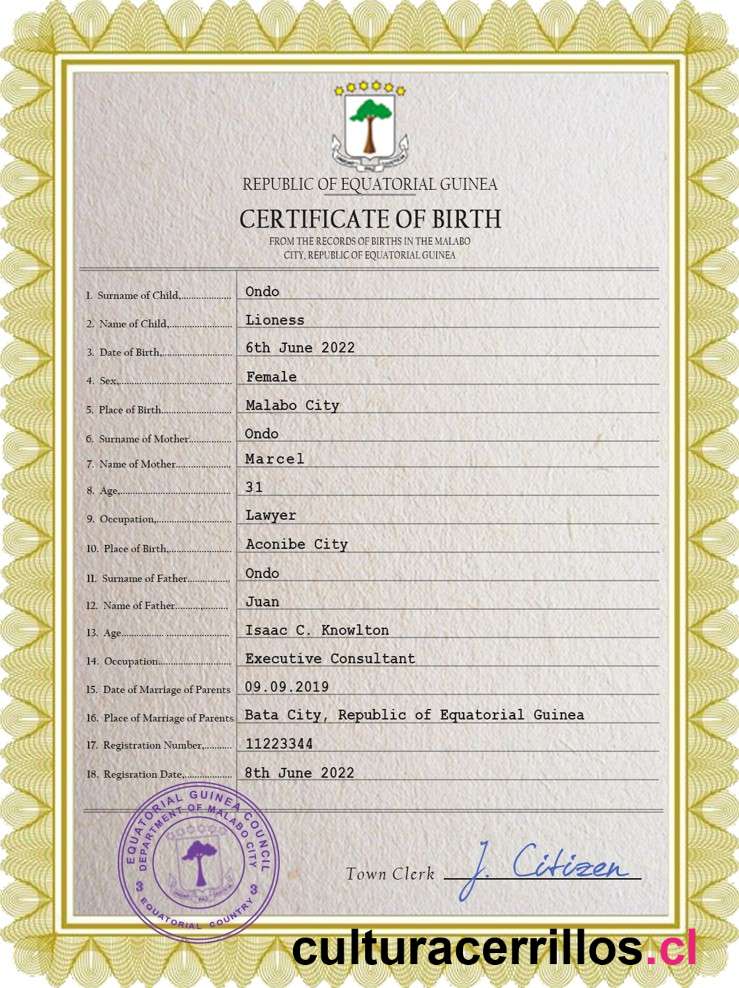 REPUBLIC OF EQUATORIAL GUINEA
CERTIFICATE OF BIRTH
FROM THE RECORDS OF BIRTHS IN THE MALABO
CITY, REPUBLIC OF EQUATORIAL GUINEA
1. Surname of Child,.................... Ondo
2. Name of Child,....................... Lioness
3. Date of Birth,.......................... 6th June 2022
4. Sex,......................................... Female
5. Place of Birth.......................... Malabo City
6. Surname of Mother................ Ondo
7. Name of Mother.................... Marcel
8. Age,........................................ 31
9. Occupation,........................... Lawyer
10. Place of Birth,....................... Aconibe City
11. Surname of Father................ Ondo
12. Name of Father.................... Juan
13. Age....................................... Isaac C. Knowlton
14. Occupation.......................... Executive Consultant
15. Date of Marriage of Parents 09.09.2019
16. Place of Marriage of Parents Bata City, Republic of Equatorial Guinea
17. Registration Number,.......... 11223344
18. Regisration Date,................. 8th June 2022
EQUATORIAL GUINEA COUNCIL
DEPARTMENT OF MALABO CITY
3 3
EQUATORIAL COUNTRY
Town Clerk J. Citizen
culturacerrillos.cl